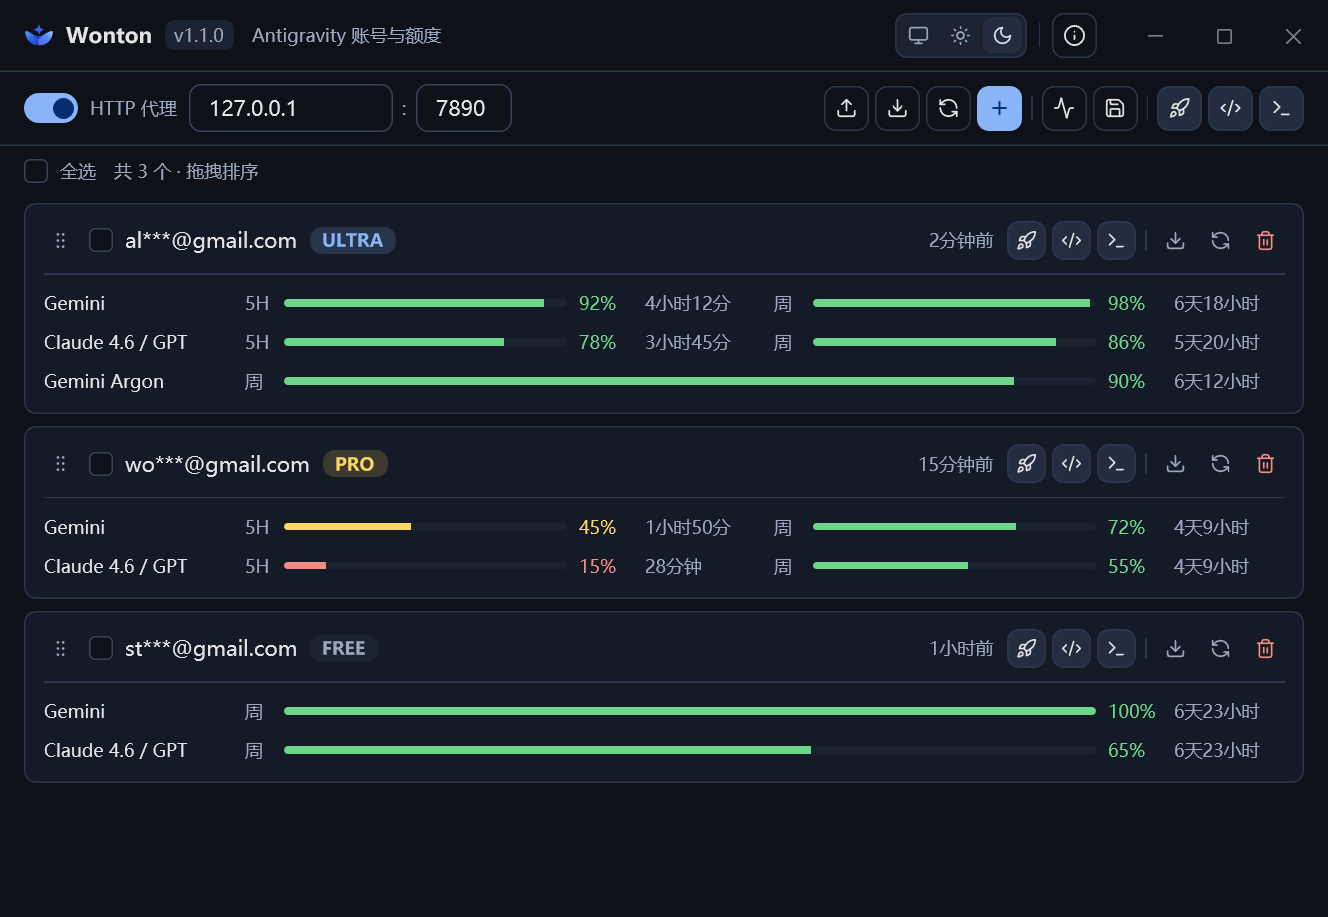 Wonton v1.1.0 Antigravity 账号与额度
HTTP 代理 127.0.0.1 : 7890
全选 共 3 个 · 拖拽排序
al***@gmail.com ULTRA 2分钟前
Gemini 5H 92% 4小时12分 周 98% 6天18小时
Claude 4.6 / GPT 5H 78% 3小时45分 周 86% 5天20小时
Gemini Argon 周 90% 6天12小时
wo***@gmail.com PRO 15分钟前
Gemini 5H 45% 1小时50分 周 72% 4天9小时
Claude 4.6 / GPT 5H 15% 28分钟 周 55% 4天9小时
st***@gmail.com FREE 1小时前
Gemini 周 100% 6天23小时
Claude 4.6 / GPT 周 65% 6天23小时